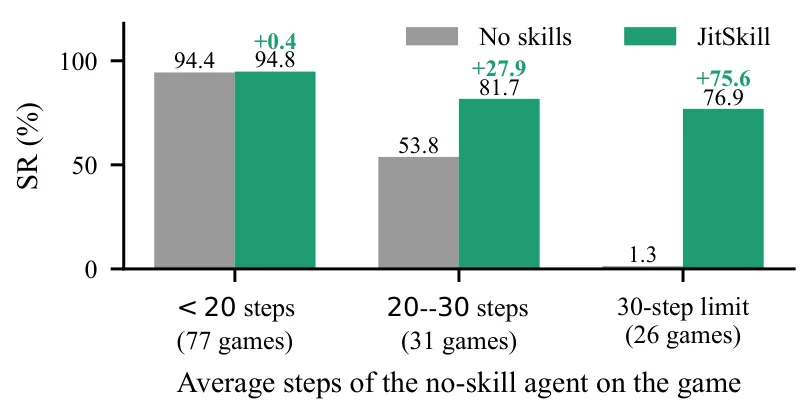 No skills
JitSkill
SR (%)
100
50
0
94.4
+0.4
94.8
53.8
+27.9
81.7
1.3
+75.6
76.9
< 20 steps
(77 games)
20--30 steps
(31 games)
30-step limit
(26 games)
Average steps of the no-skill agent on the game